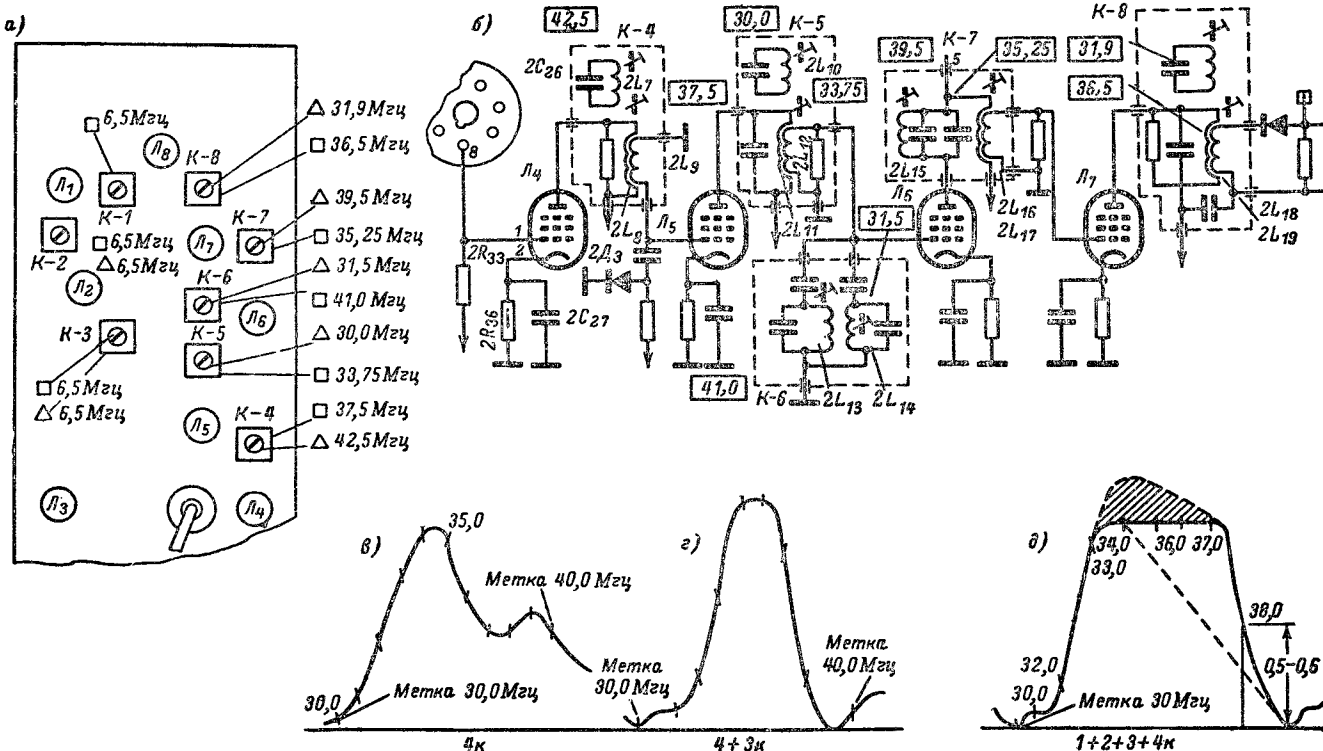 а)
6,5 Мгц
Л8
К-8
△ 31,9 Мгц
□ 36,5 Мгц
Л1
К-1
△ 39,5 Мгц
К-7
К-2
□ 6,5 Мгц
△ 6,5 Мгц
Л7
□ 35,25 Мгц
К-6
△ 31,5 Мгц
Л2
□ 41,0 Мгц
К-3
К-5
Л6
△ 30,0 Мгц
□ 33,75 Мгц
□ 6,5 Мгц
△ 6,5 Мгц
К-4
Л5
□ 37,5 Мгц
△ 42,5 Мгц
Л3
Л4
б)
42,5
К-4
2C26
2L7
2L9
2L8
8
Л4
1
2
2R33
2R36
2C27
2Д3
Л5
37,5
30,0
К-5
2L10
33,75
2L12
2L11
31,5
41,0
К-6
2L13
2L14
39,5
К-7
5
35,25
2L15
Л6
2L16
2L17
31,9
К-8
36,5
Л7
2L18
2L19
в)
35,0
Метка 40,0 Мгц
30,0
Метка 30,0 Мгц
4к
г)
Метка
30,0 Мгц
Метка
40,0 Мгц
4÷3к
д)
34,0
36,0
37,0
33,0
38,0
0,5-0,6
32,0
30,0
Метка 30 Мгц
1÷2÷3÷4к